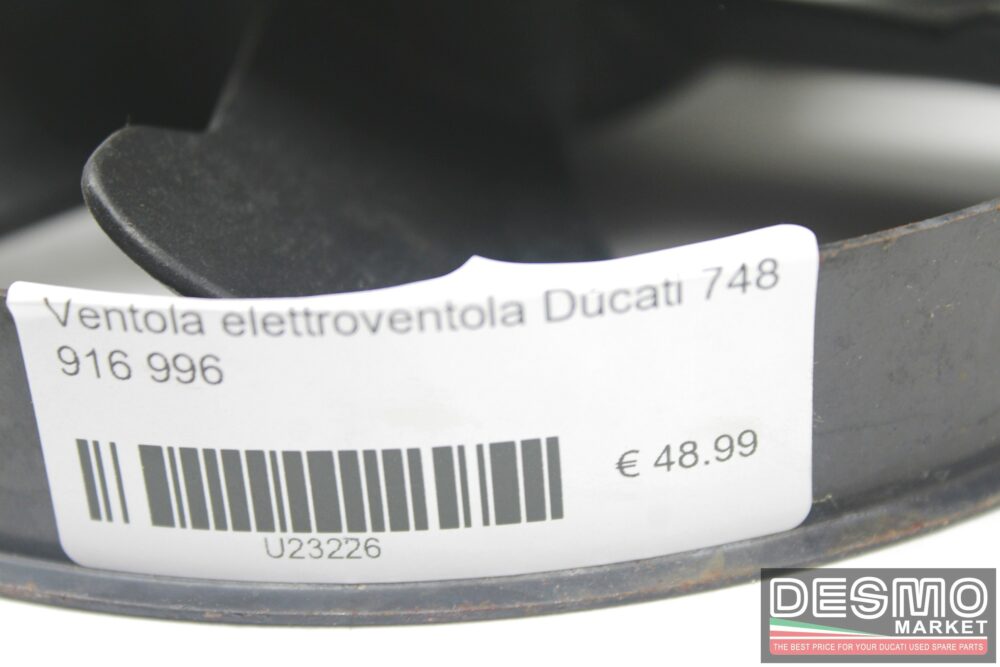 Ventola elettroventola Ducati 748
916 996
€ 48.99
U23226
DESMO
MARKET
THE BEST PRICE FOR YOUR DUCATI USED SPARE PARTS